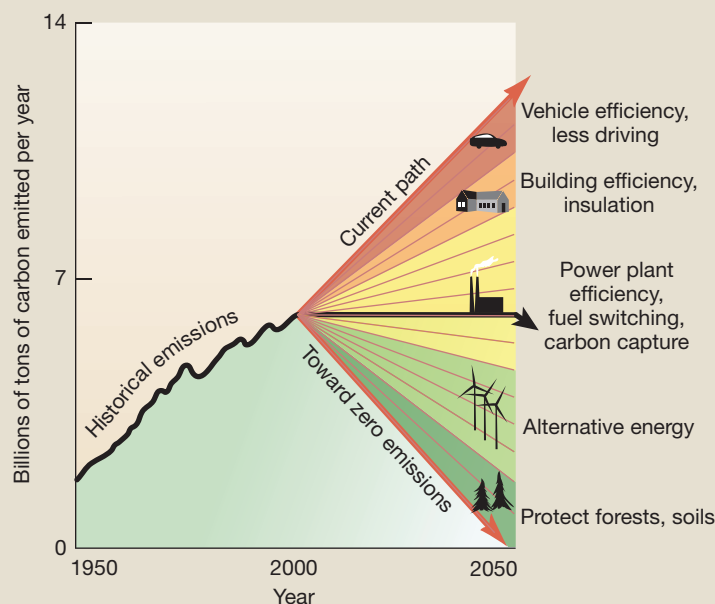 14
7
0
Billions of tons of carbon emitted per year
1950
2000
2050
Year
Historical emissions
Current path
Toward zero emissions
Vehicle efficiency,
less driving
Building efficiency,
insulation
Power plant
efficiency,
fuel switching,
carbon capture
Alternative energy
Protect forests, soils